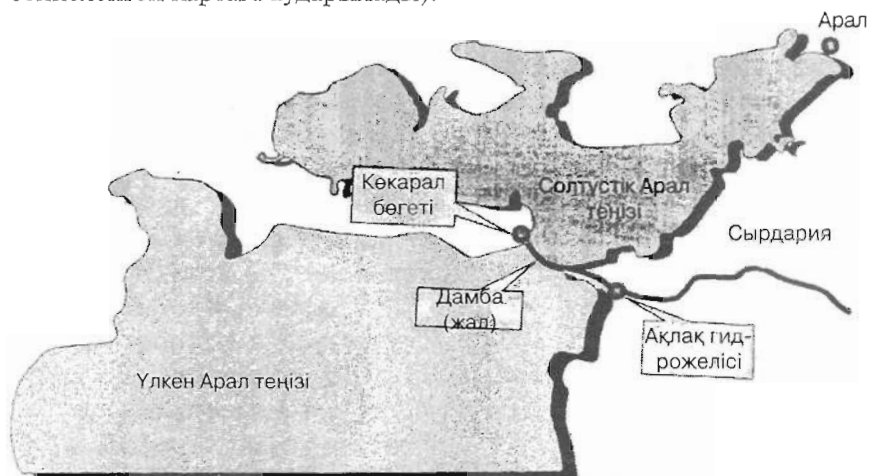 Арал
Көкарал
бөгеті
Солтүстік Арал
теңізі
Сырдария
Дамба
(жал)
Ақлақ гид-
рожелісі
Үлкен Арал теңізі